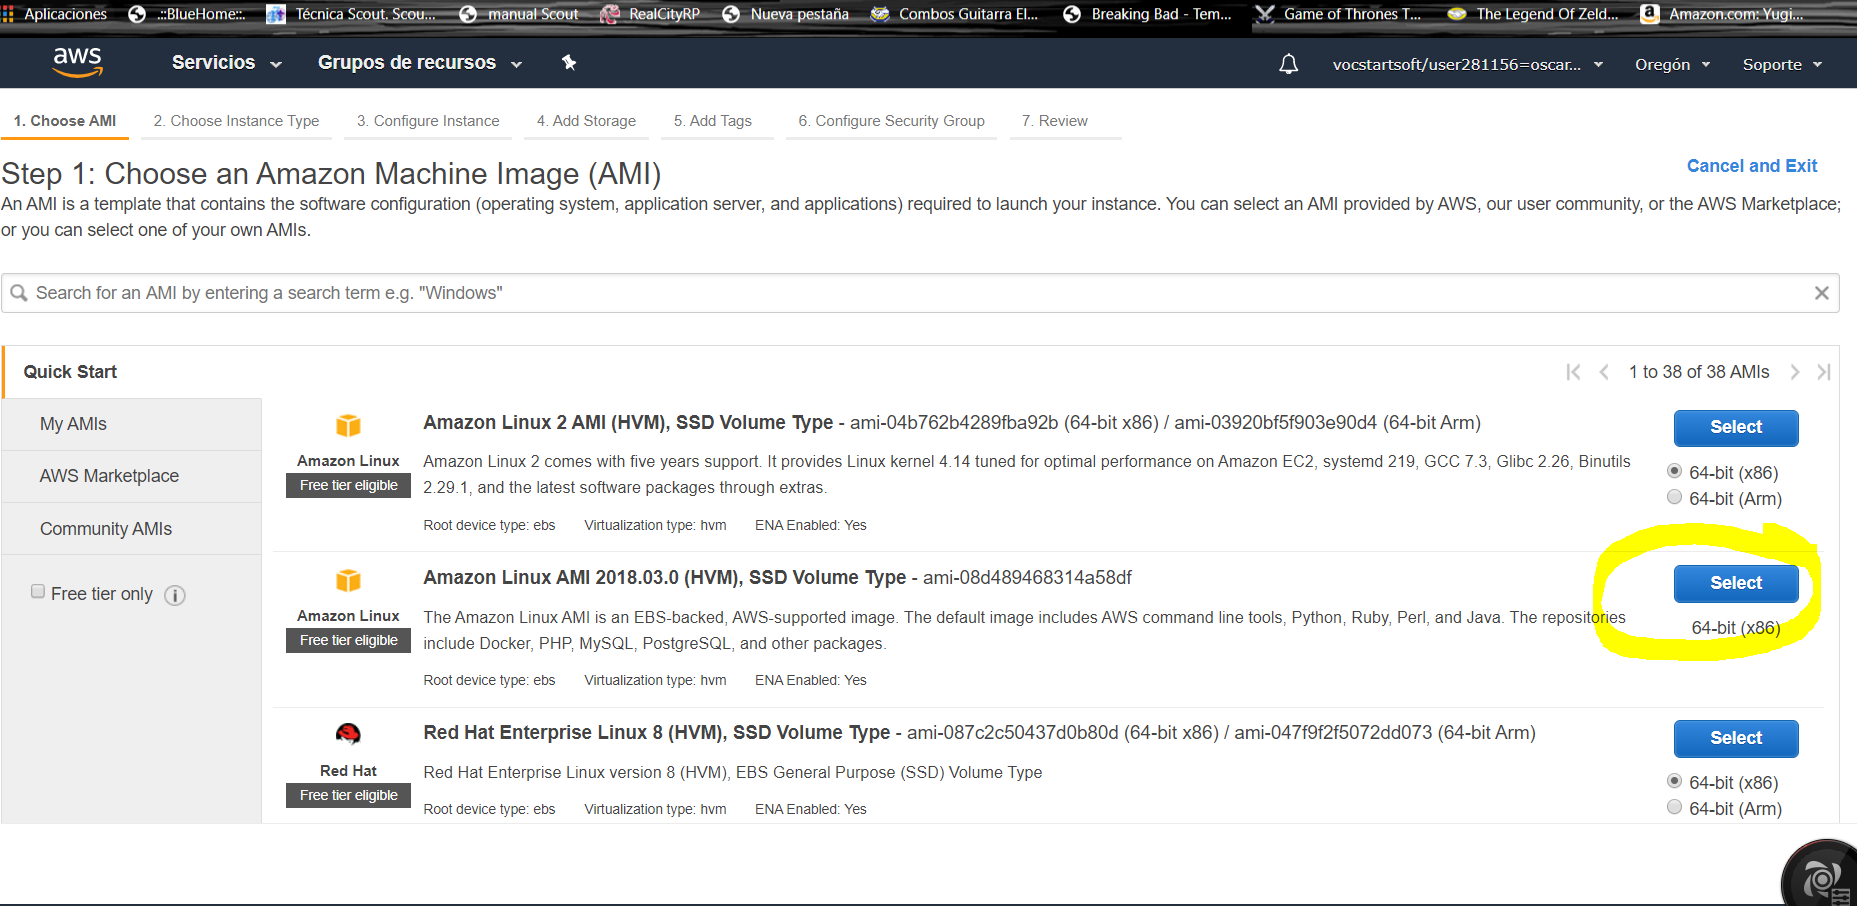 Aplicaciones .::BlueHome::. Técnica Scout. Scou... manual Scout RealCityRP Nueva pestaña Combos Guitarra El... Breaking Bad - Tem... Game of Thrones T... The Legend Of Zeld... Amazon.com: Yugi...
aws Servicios Grupos de recursos vocstartsoft/user281156=oscar... Oregón Soporte
1. Choose AMI 2. Choose Instance Type 3. Configure Instance 4. Add Storage 5. Add Tags 6. Configure Security Group 7. Review
Step 1: Choose an Amazon Machine Image (AMI)
Cancel and Exit
An AMI is a template that contains the software configuration (operating system, application server, and applications) required to launch your instance. You can select an AMI provided by AWS, our user community, or the AWS Marketplace;
or you can select one of your own AMIs.
Search for an AMI by entering a search term e.g. "Windows"
Quick Start
1 to 38 of 38 AMIs
My AMIs
AWS Marketplace
Community AMIs
Free tier only
Amazon Linux 2 AMI (HVM), SSD Volume Type - ami-04b762b4289fba92b (64-bit x86) / ami-03920bf5f903e90d4 (64-bit Arm)
Select
Amazon Linux
Free tier eligible
Amazon Linux 2 comes with five years support. It provides Linux kernel 4.14 tuned for optimal performance on Amazon EC2, systemd 219, GCC 7.3, Glibc 2.26, Binutils
2.29.1, and the latest software packages through extras.
64-bit (x86)
64-bit (Arm)
Root device type: ebs Virtualization type: hvm ENA Enabled: Yes
Amazon Linux AMI 2018.03.0 (HVM), SSD Volume Type - ami-08d489468314a58df
Select
Amazon Linux
Free tier eligible
The Amazon Linux AMI is an EBS-backed, AWS-supported image. The default image includes AWS command line tools, Python, Ruby, Perl, and Java. The repositories
include Docker, PHP, MySQL, PostgreSQL, and other packages.
64-bit (x86)
Root device type: ebs Virtualization type: hvm ENA Enabled: Yes
Red Hat Enterprise Linux 8 (HVM), SSD Volume Type - ami-087c2c50437d0b80d (64-bit x86) / ami-047f9f2f5072dd073 (64-bit Arm)
Select
Red Hat
Free tier eligible
Red Hat Enterprise Linux version 8 (HVM), EBS General Purpose (SSD) Volume Type
64-bit (x86)
64-bit (Arm)
Root device type: ebs Virtualization type: hvm ENA Enabled: Yes